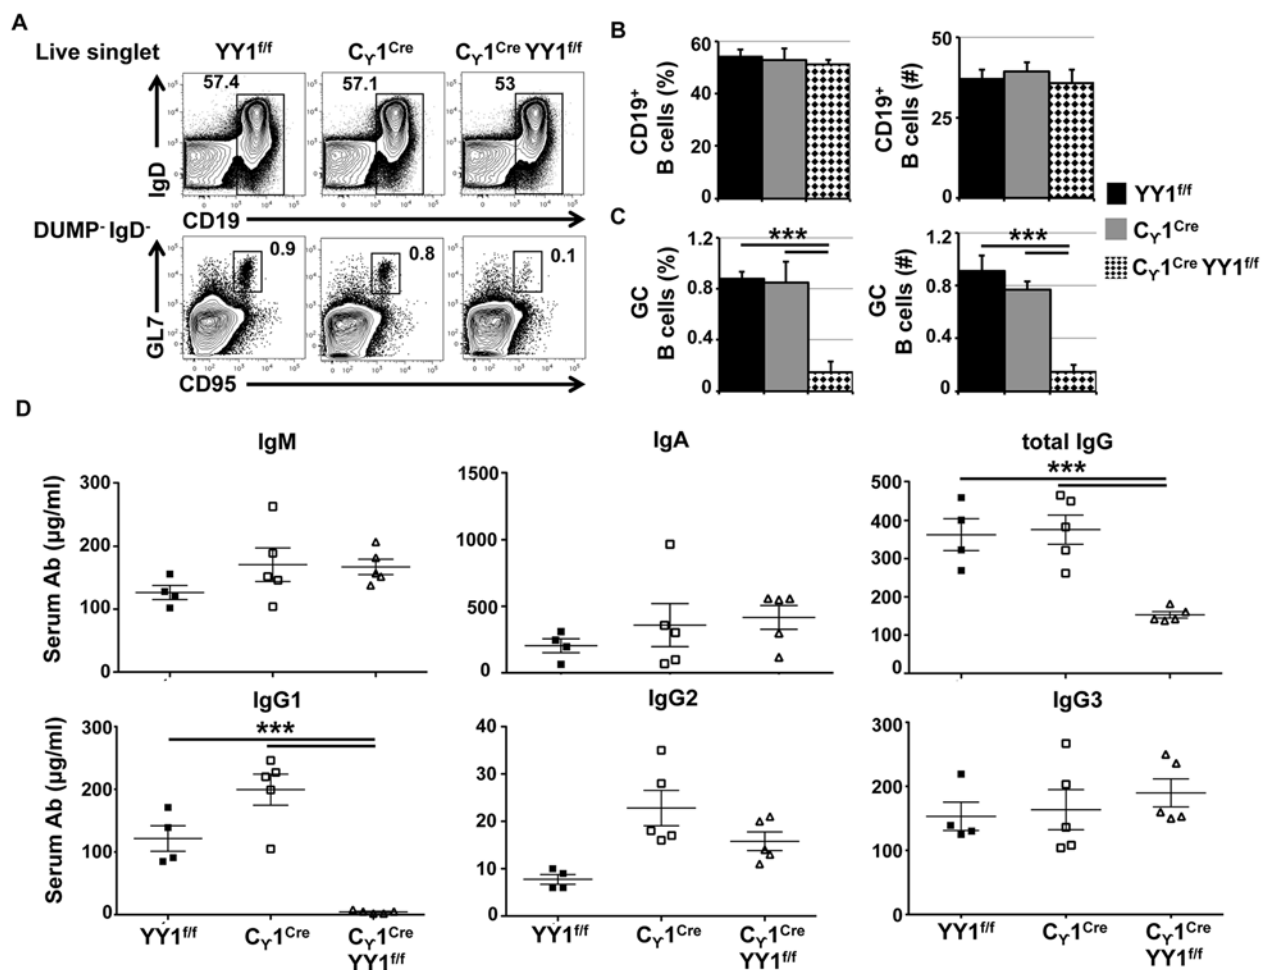 A
Live singlet
YY1f/f
Cγ1Cre
Cγ1Cre YY1f/f
57.4
57.1
53
IgD
CD19
DUMP- IgD-
0.9
0.8
0.1
GL7
CD95
B
CD19+
B cells (%)
60
40
20
0
CD19+
B cells (#)
50
25
0
C
GC
B cells (%)
1.2
0.8
0.4
0
***
GC
B cells (#)
1.2
0.8
0.4
0
***
YY1f/f
Cγ1Cre
Cγ1Cre YY1f/f
D
IgM
Serum Ab (µg/ml)
300
200
100
0
IgA
1500
1000
500
0
total IgG
***
500
400
300
200
100
0
IgG1
***
Serum Ab (µg/ml)
300
200
100
0
YY1f/f
Cγ1Cre
Cγ1Cre
YY1f/f
IgG2
40
30
20
10
0
YY1f/f
Cγ1Cre
Cγ1Cre
YY1f/f
IgG3
300
200
100
0
YY1f/f
Cγ1Cre
Cγ1Cre
YY1f/f